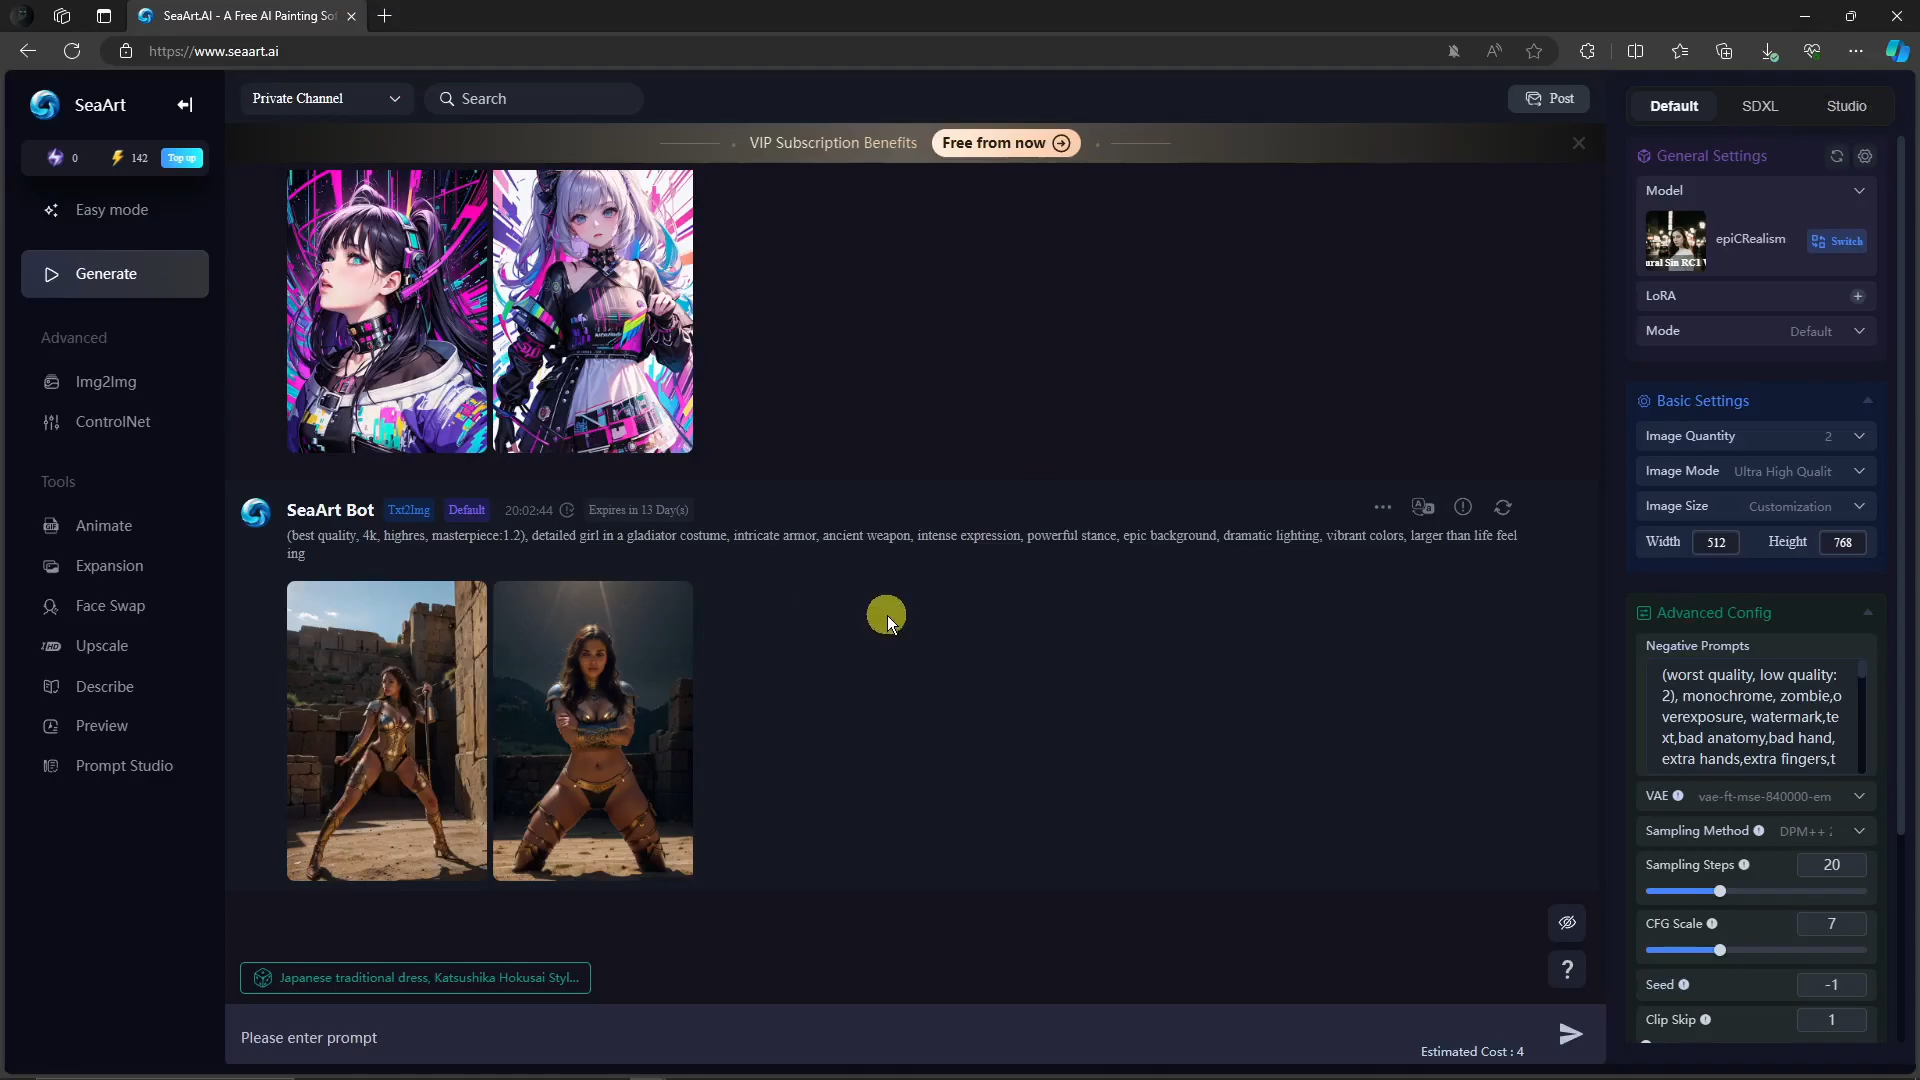 SeaArt.AI - A Free AI Painting So
https://www.seaart.ai
SeaArt
Private Channel
Search
Post
Default
SDXL
Studio
0
142
Top up
VIP Subscription Benefits
Free from now
General Settings
Easy mode
Model
epiCRealism
Switch
ural Sin RC1 V
Generate
LoRA
Mode
Default
Advanced
Img2Img
Basic Settings
ControlNet
Image Quantity
2
Image Mode
Ultra High Qualit
Tools
SeaArt Bot
Txt2Img
Default
20:02:44
Expires in 13 Day(s)
Image Size
Customization
Animate
(best quality, 4k, highres, masterpiece:1.2), detailed girl in a gladiator costume, intricate armor, ancient weapon, intense expression, powerful stance, epic background, dramatic lighting, vibrant colors, larger than life feel
ing
Width
512
Height
768
Expansion
Face Swap
Advanced Config
Upscale
Negative Prompts
Describe
(worst quality, low quality:
2), monochrome, zombie,o
verexposure, watermark,te
xt,bad anatomy,bad hand,
extra hands,extra fingers,t
Preview
Prompt Studio
VAE
vae-ft-mse-840000-em
Sampling Method
DPM++ 2
Sampling Steps
20
CFG Scale
7
Japanese traditional dress, Katsushika Hokusai Styl...
?
Seed
-1
Clip Skip
1
Please enter prompt
Estimated Cost : 4